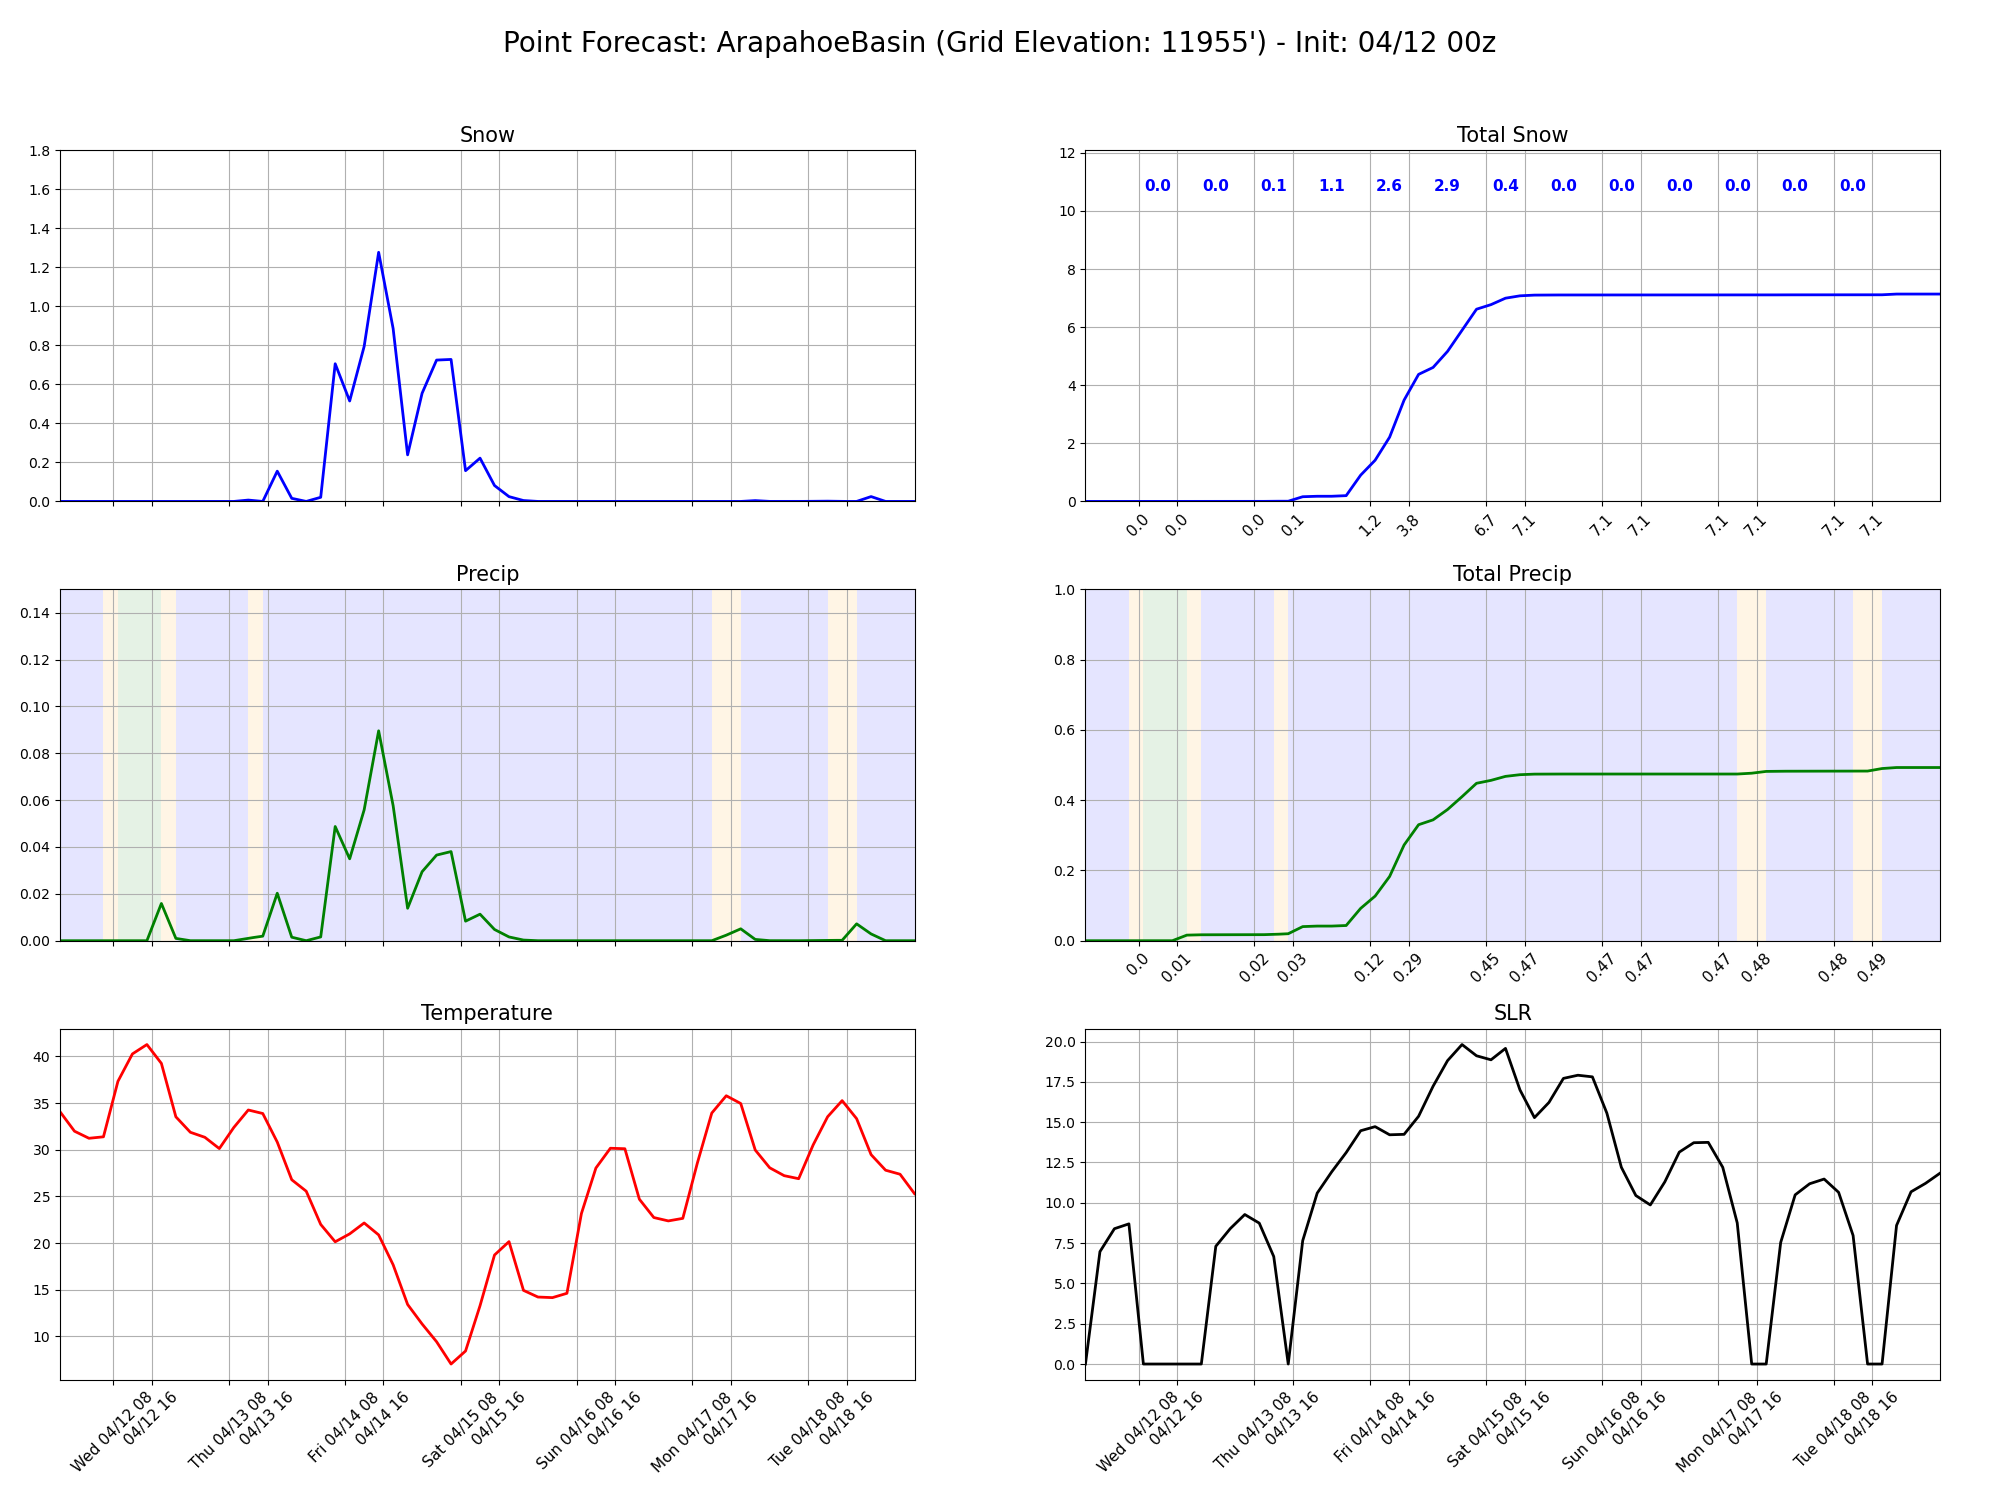 Point Forecast: ArapahoeBasin (Grid Elevation: 11955') - Init: 04/12 00z
Snow
1.8
1.6
1.4
1.2
1.0
0.8
0.6
0.4
0.2
0.0
Total Snow
12
10
8
6
4
2
0
0.0 0.0 0.1 1.1 2.6 2.9 0.4 0.0 0.0 0.0 0.0 0.0 0.0
0.0 0.0 0.0 0.1 1.2 3.8 6.7 7.1 7.1 7.1 7.1 7.1 7.1 7.1
Precip
0.14
0.12
0.10
0.08
0.06
0.04
0.02
0.00
Total Precip
1.0
0.8
0.6
0.4
0.2
0.0
0.0 0.01 0.02 0.03 0.12 0.29 0.45 0.47 0.47 0.47 0.47 0.48 0.48 0.49
Temperature
40
35
30
25
20
15
10
Wed 04/12 08
04/12 16
Thu 04/13 08
04/13 16
Fri 04/14 08
04/14 16
Sat 04/15 08
04/15 16
Sun 04/16 08
04/16 16
Mon 04/17 08
04/17 16
Tue 04/18 08
04/18 16
SLR
20.0
17.5
15.0
12.5
10.0
7.5
5.0
2.5
0.0
Wed 04/12 08
04/12 16
Thu 04/13 08
04/13 16
Fri 04/14 08
04/14 16
Sat 04/15 08
04/15 16
Sun 04/16 08
04/16 16
Mon 04/17 08
04/17 16
Tue 04/18 08
04/18 16